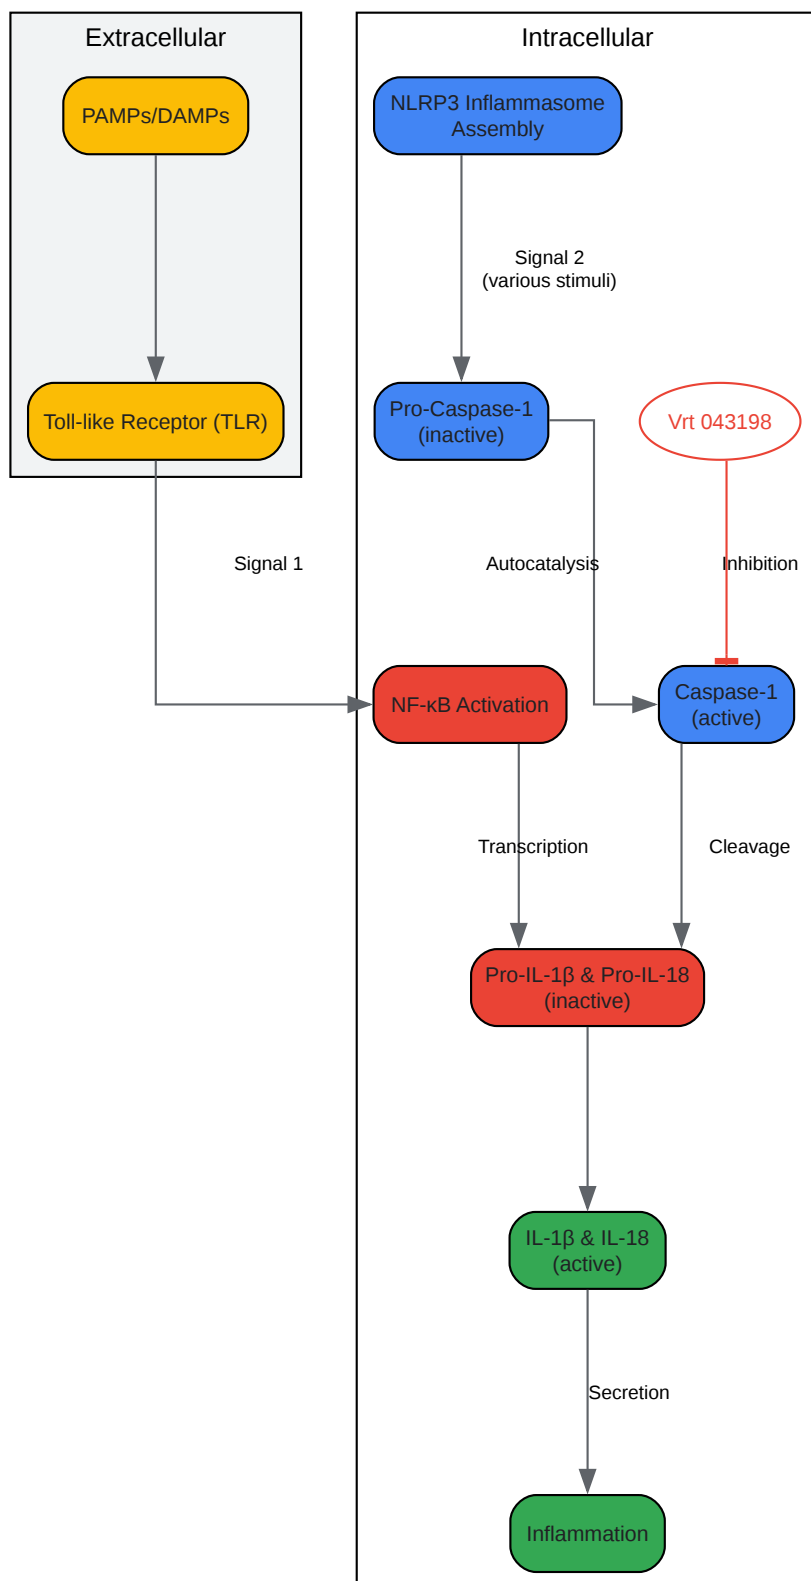 Extracellular
Intracellular
PAMPs/DAMPs
NLRP3 Inflammasome
Assembly
Signal 2
(various stimuli)
Toll-like Receptor (TLR)
Pro-Caspase-1
(inactive)
Vrt 043198
Signal 1
Autocatalysis
Inhibition
NF-κB Activation
Caspase-1
(active)
Transcription
Cleavage
Pro-IL-1β & Pro-IL-18
(inactive)
IL-1β & IL-18
(active)
Secretion
Inflammation